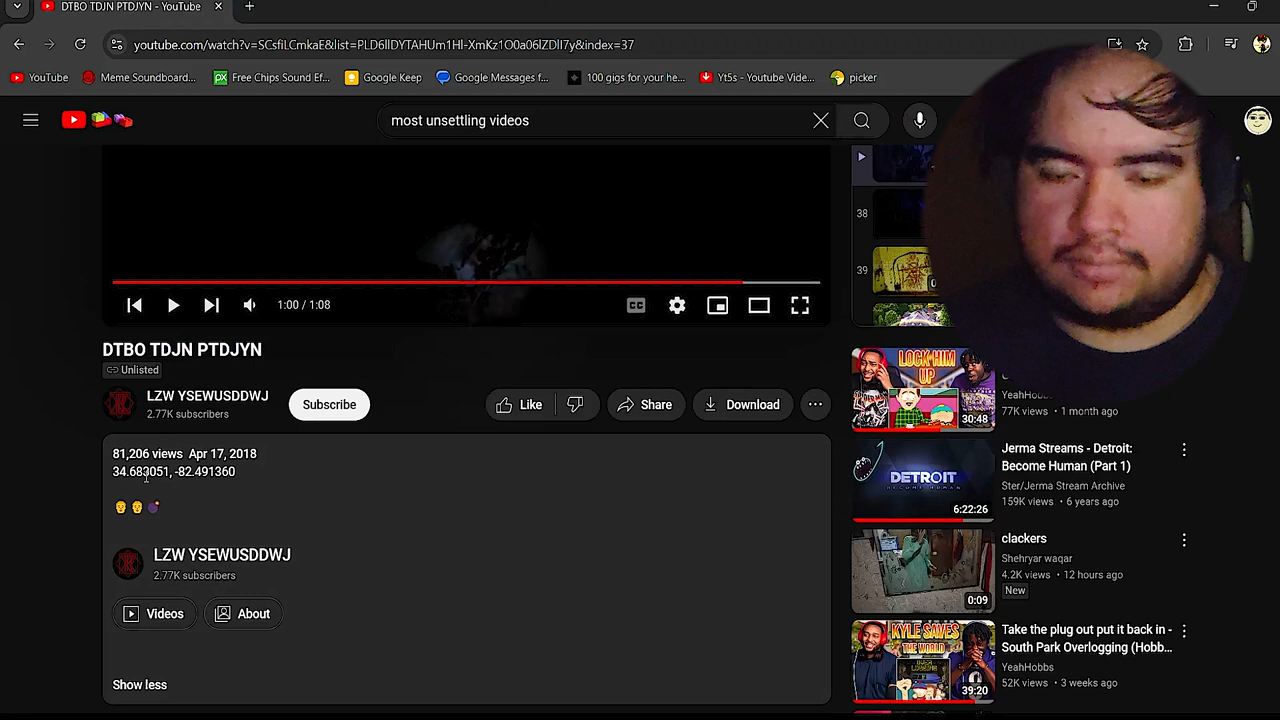 DTBO TDJN PTDJYN - YouTube
youtube.com/watch?v=SCsfiLCmkaE&list=PLD6llDYTAHUm1Hl-XmKz1O0a06lZDll7y&index=37
YouTube
Meme Soundboard...
Free Chips Sound Ef...
Google Keep
Google Messages f...
100 gigs for your he...
Yt5s - Youtube Vide...
picker
most unsettling videos
38
39
1:00 / 1:08
CC
DTBO TDJN PTDJYN
Unlisted
LZW YSEWUSDDWJ
2.77K subscribers
Subscribe
Like
Share
Download
81,206 views Apr 17, 2018
34.683051, -82.491360
LZW YSEWUSDDWJ
2.77K subscribers
Videos
About
Show less
LOCK HIM
UP
30:48
YeahHobbs
77K views • 1 month ago
DETROIT
6:22:26
Jerma Streams - Detroit:
Become Human (Part 1)
Ster/Jerma Stream Archive
159K views • 6 years ago
0:09
clackers
Shehryar waqar
4.2K views • 12 hours ago
New
KYLE SAVES
THE WORLD
39:20
Take the plug out put it back in -
South Park Overlogging (Hobb...
YeahHobbs
52K views • 3 weeks ago